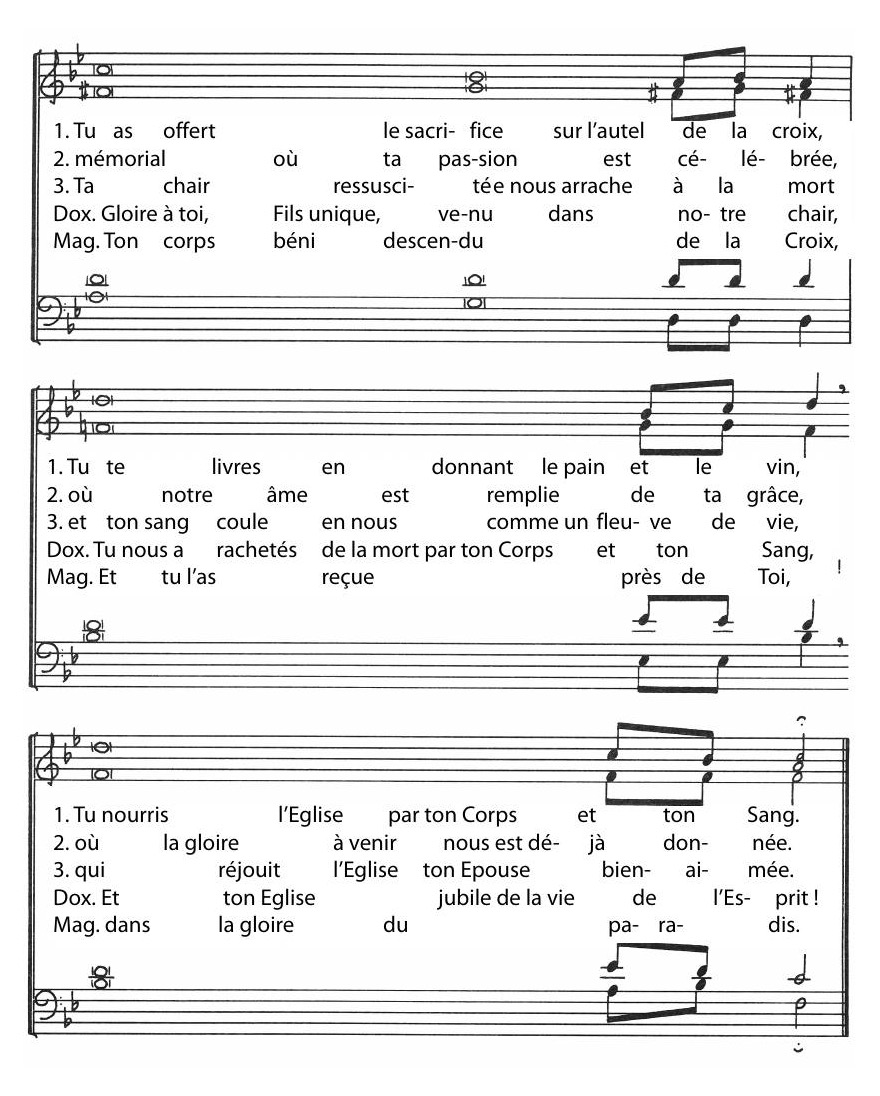 1. Tu as offert le sacri- fice sur l'autel de la croix,
2. mémorial où ta pas-sion est cé- lé- brée,
3. Ta chair ressusci- tée nous arrache à la mort
Dox. Gloire à toi, Fils unique, ve-nu dans no- tre chair,
Mag. Ton corps béni descen-du de la Croix,
1. Tu te livres en donnant le pain et le vin,
2. où notre âme est remplie de ta grâce,
3. et ton sang coule en nous comme un fleu- ve de vie,
Dox. Tu nous a rachetés de la mort par ton Corps et ton Sang,
Mag. Et tu l'as reçue près de Toi, !
1. Tu nourris l'Eglise par ton Corps et ton Sang.
2. où la gloire à venir nous est dé- jà don- née.
3. qui réjouit l'Eglise ton Epouse bien- ai- mée.
Dox. Et ton Eglise jubile de la vie de l'Es- prit !
Mag. dans la gloire du pa- ra- dis.